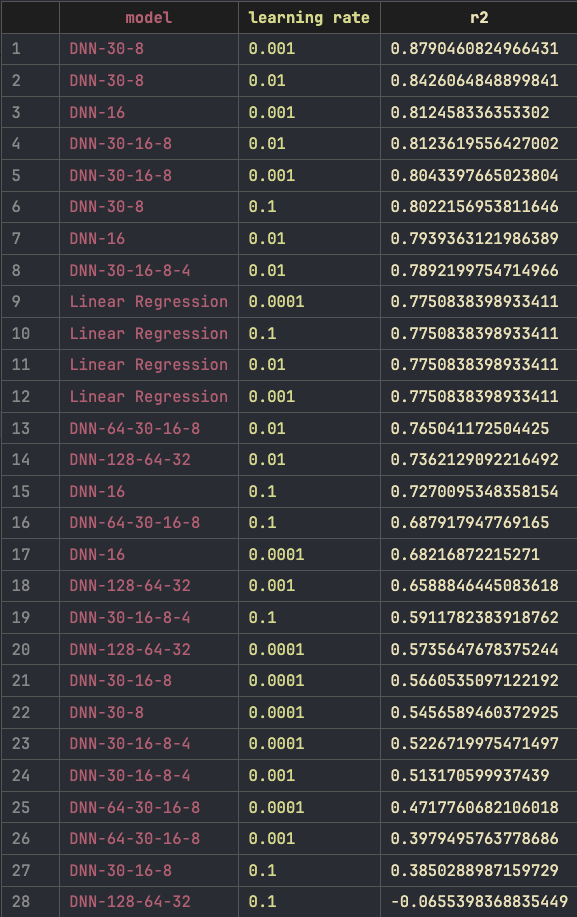 model learning rate r2
1 DNN-30-8 0.001 0.8790460824966431
2 DNN-30-8 0.01 0.8426064848899841
3 DNN-16 0.001 0.812458336353302
4 DNN-30-16-8 0.01 0.8123619556427002
5 DNN-30-16-8 0.001 0.8043397665023804
6 DNN-30-8 0.1 0.8022156953811646
7 DNN-16 0.01 0.7939363121986389
8 DNN-30-16-8-4 0.01 0.7892199754714966
9 Linear Regression 0.0001 0.7750838398933411
10 Linear Regression 0.1 0.7750838398933411
11 Linear Regression 0.01 0.7750838398933411
12 Linear Regression 0.001 0.7750838398933411
13 DNN-64-30-16-8 0.01 0.765041172504425
14 DNN-128-64-32 0.01 0.7362129092216492
15 DNN-16 0.1 0.7270095348358154
16 DNN-64-30-16-8 0.1 0.687917947769165
17 DNN-16 0.0001 0.68216872215271
18 DNN-128-64-32 0.001 0.6588846445083618
19 DNN-30-16-8-4 0.1 0.5911782383918762
20 DNN-128-64-32 0.0001 0.5735647678375244
21 DNN-30-16-8 0.0001 0.5660535097122192
22 DNN-30-8 0.0001 0.5456589460372925
23 DNN-30-16-8-4 0.0001 0.5226719975471497
24 DNN-30-16-8-4 0.001 0.513170599937439
25 DNN-64-30-16-8 0.0001 0.4717760682106018
26 DNN-64-30-16-8 0.001 0.3979495763778686
27 DNN-30-16-8 0.1 0.3850288987159729
28 DNN-128-64-32 0.1 -0.0655398368835449